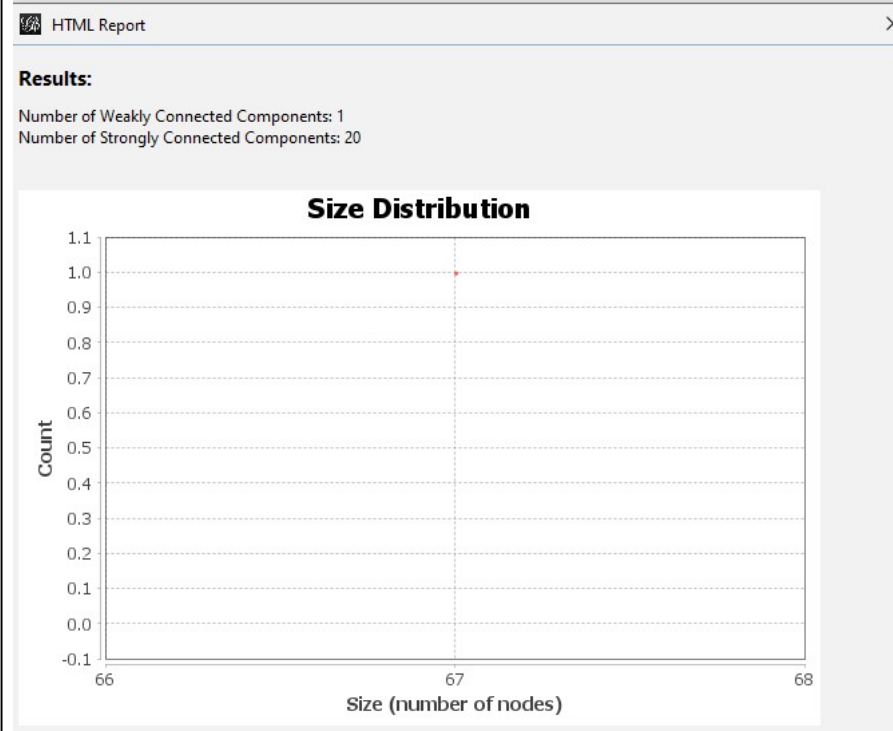 HTML Report
Results:
Number of Weakly Connected Components: 1
Number of Strongly Connected Components: 20
Size Distribution
1.1
1.0
0.9
0.8
0.7
0.6
0.5
0.4
0.3
0.2
0.1
0.0
-0.1
Count
66 67 68
Size (number of nodes)